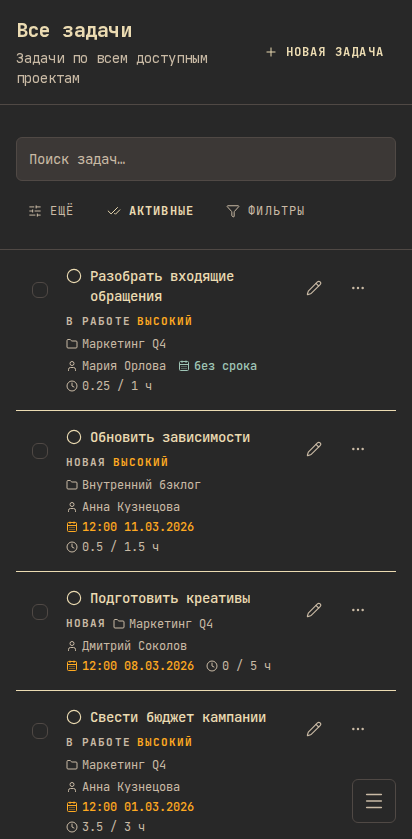 Все задачи
Задачи по всем доступным
проектам
НОВАЯ ЗАДАЧА
Поиск задач…
ЕЩЁ
АКТИВНЫЕ
ФИЛЬТРЫ
Разобрать входящие
обращения
В РАБОТЕ ВЫСОКИЙ
Маркетинг Q4
Мария Орлова без срока
0.25 / 1 ч
Обновить зависимости
НОВАЯ ВЫСОКИЙ
Внутренний бэклог
Анна Кузнецова
12:00 11.03.2026
0.5 / 1.5 ч
Подготовить креативы
НОВАЯ Маркетинг Q4
Дмитрий Соколов
12:00 08.03.2026 0 / 5 ч
Свести бюджет кампании
В РАБОТЕ ВЫСОКИЙ
Маркетинг Q4
Анна Кузнецова
12:00 01.03.2026
3.5 / 3 ч